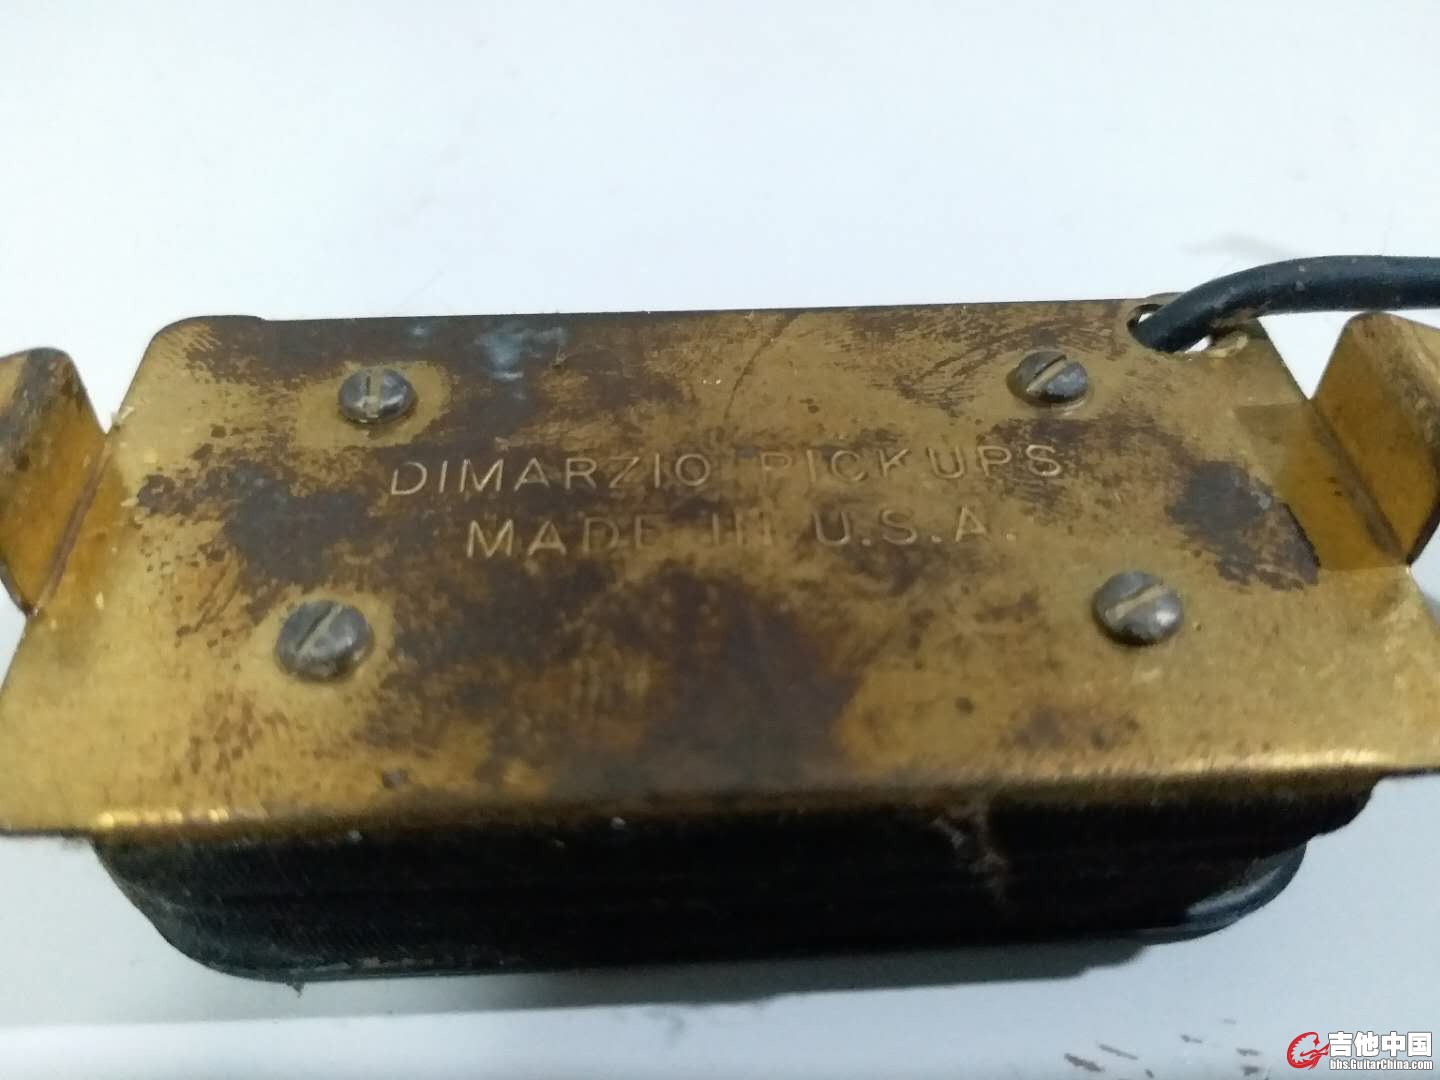 DIMARZIO PICKUPS
MADE IN U.S.A.
吉他中国
bbs.GuitarChina.com